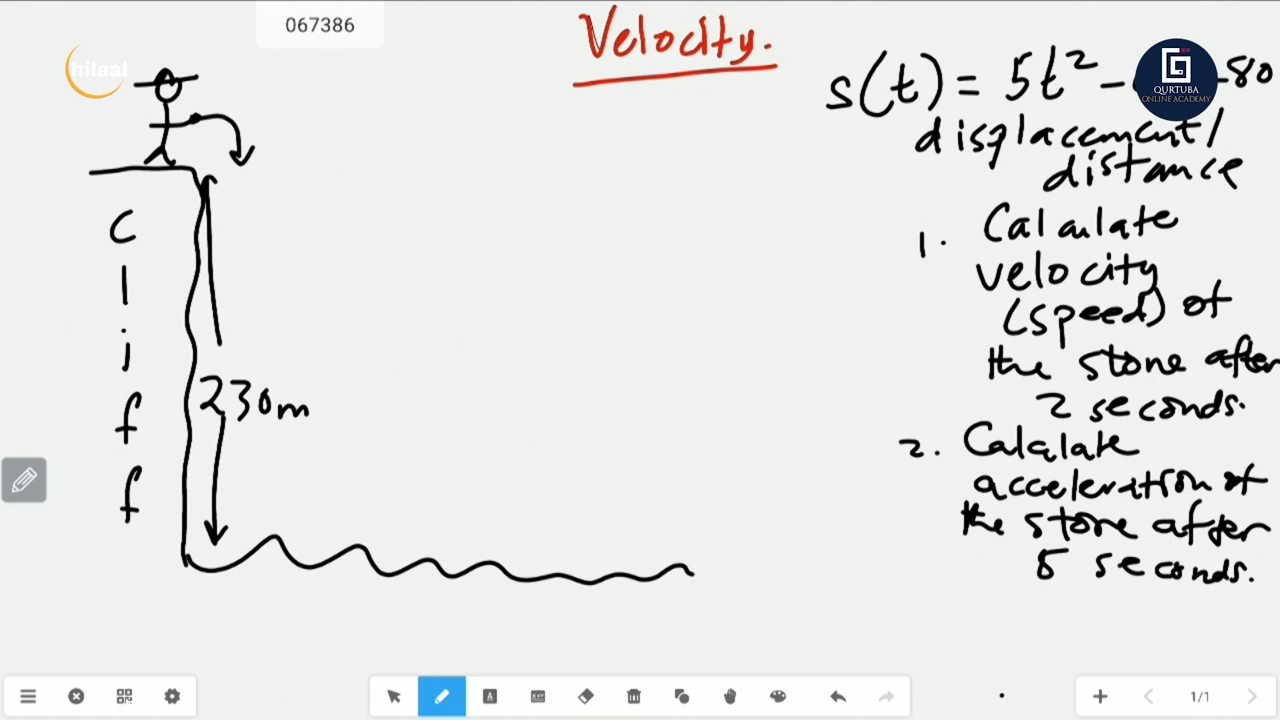 067386
Velocity.
hilaal
s(t) = 5t² - -80
QURTUBA
ONLINE ACADEMY
displacement/
distance
1. Calculate
velocity
(speed) of
the stone after
2 seconds.
2. Calculate
acceleration of
the stone after
5 seconds.
C
l
i
f
f
230m
1/1